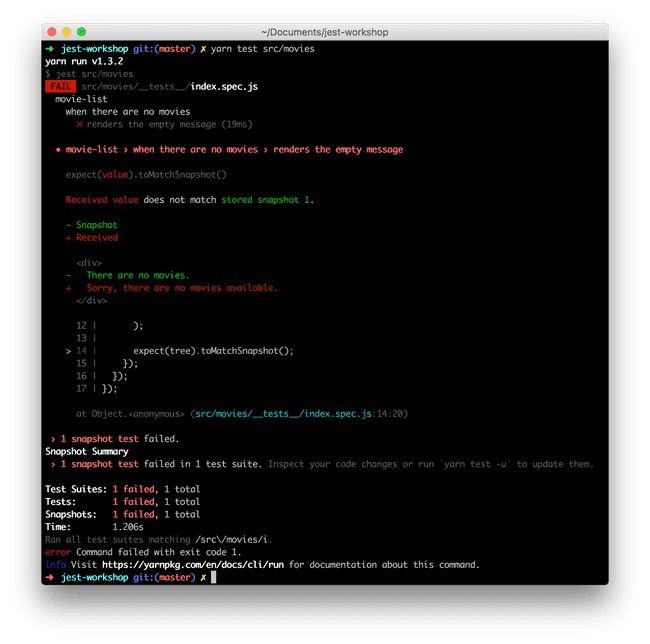 ~/Documents/jest-workshop
➜ jest-workshop git:(master) ✗ yarn test src/movies
yarn run v1.3.2
$ jest src/movies
FAIL src/movies/__tests__/index.spec.js
movie-list
when there are no movies
✕ renders the empty message (19ms)
● movie-list › when there are no movies › renders the empty message
expect(value).toMatchSnapshot()
Received value does not match stored snapshot 1.
- Snapshot
+ Received
<div>
- There are no movies.
+ Sorry, there are no movies available.
</div>
12 | );
13 |
> 14 | expect(tree).toMatchSnapshot();
15 | });
16 | });
17 | });
at Object.<anonymous> (src/movies/__tests__/index.spec.js:14:20)
› 1 snapshot test failed.
Snapshot Summary
› 1 snapshot test failed in 1 test suite. Inspect your code changes or run `yarn test -u` to update them.
Test Suites: 1 failed, 1 total
Tests: 1 failed, 1 total
Snapshots: 1 failed, 1 total
Time: 1.206s
Ran all test suites matching /src\/movies/i.
error Command failed with exit code 1.
info Visit https://yarnpkg.com/en/docs/cli/run for documentation about this command.
➜ jest-workshop git:(master) ✗